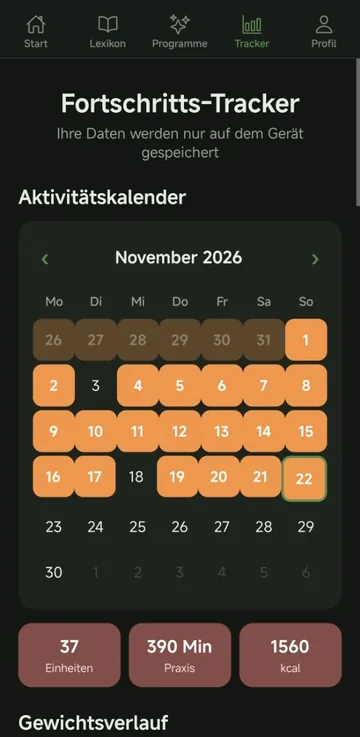 Start Lexikon Programme Tracker Profil
Fortschritts-Tracker
Ihre Daten werden nur auf dem Gerät
gespeichert
Aktivitätskalender
‹ November 2026 ›
Mo Di Mi Do Fr Sa So
26 27 28 29 30 31 1
2 3 4 5 6 7 8
9 10 11 12 13 14 15
16 17 18 19 20 21 22
23 24 25 26 27 28 29
30 1 2 3 4 5 6
37 390 Min 1560
Einheiten Praxis kcal
Gewichtsverlauf